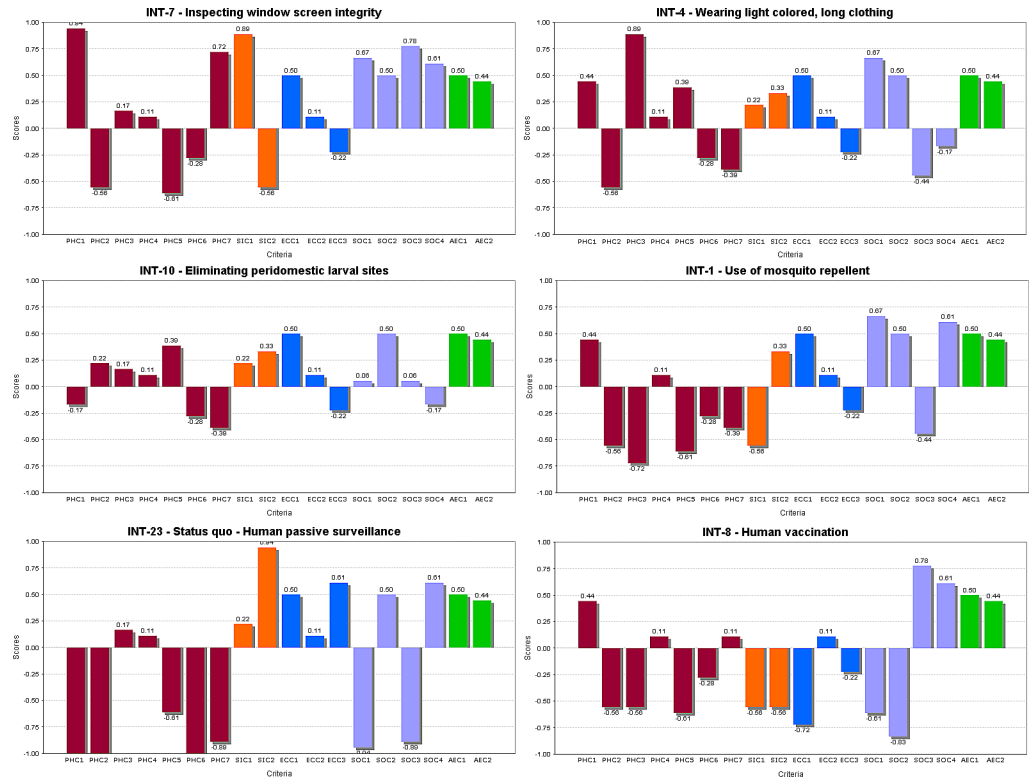 INT-7 - Inspecting window screen integrity
1.00
0.75
0.50
0.25
0.00
-0.25
-0.50
-0.75
-1.00
Scores
0.94 -0.56 0.17 0.11 -0.61 -0.28 0.72 0.89 -0.56 0.50 0.11 -0.22 0.67 0.50 0.78 0.61 0.50 0.44
PHC1 PHC2 PHC3 PHC4 PHC5 PHC6 PHC7 SIC1 SIC2 ECC1 ECC2 ECC3 SOC1 SOC2 SOC3 SOC4 AEC1 AEC2
Criteria
INT-4 - Wearing light colored, long clothing
1.00
0.75
0.50
0.25
0.00
-0.25
-0.50
-0.75
-1.00
Scores
0.44 -0.56 0.89 0.11 0.39 -0.28 -0.39 0.22 0.33 0.50 0.11 -0.22 0.67 0.50 -0.44 -0.17 0.50 0.44
PHC1 PHC2 PHC3 PHC4 PHC5 PHC6 PHC7 SIC1 SIC2 ECC1 ECC2 ECC3 SOC1 SOC2 SOC3 SOC4 AEC1 AEC2
Criteria
INT-10 - Eliminating peridomestic larval sites
1.00
0.75
0.50
0.25
0.00
-0.25
-0.50
-0.75
-1.00
Scores
-0.17 0.22 0.17 0.11 0.39 -0.28 -0.39 0.22 0.33 0.50 0.11 -0.22 0.06 0.50 0.06 -0.17 0.50 0.44
PHC1 PHC2 PHC3 PHC4 PHC5 PHC6 PHC7 SIC1 SIC2 ECC1 ECC2 ECC3 SOC1 SOC2 SOC3 SOC4 AEC1 AEC2
Criteria
INT-1 - Use of mosquito repellent
1.00
0.75
0.50
0.25
0.00
-0.25
-0.50
-0.75
-1.00
Scores
0.44 -0.56 -0.72 0.11 -0.61 -0.28 -0.39 -0.56 0.33 0.50 0.11 -0.22 0.67 0.50 -0.44 0.61 0.50 0.44
PHC1 PHC2 PHC3 PHC4 PHC5 PHC6 PHC7 SIC1 SIC2 ECC1 ECC2 ECC3 SOC1 SOC2 SOC3 SOC4 AEC1 AEC2
Criteria
INT-23 - Status quo - Human passive surveillance
1.00
0.75
0.50
0.25
0.00
-0.25
-0.50
-0.75
-1.00
Scores
0.17 0.11 -0.61 -0.89 0.22 0.94 0.50 0.11 0.61 0.50 -0.89 0.61 0.50 0.44
PHC1 PHC2 PHC3 PHC4 PHC5 PHC6 PHC7 SIC1 SIC2 ECC1 ECC2 ECC3 SOC1 SOC2 SOC3 SOC4 AEC1 AEC2
Criteria
INT-8 - Human vaccination
1.00
0.75
0.50
0.25
0.00
-0.25
-0.50
-0.75
-1.00
Scores
0.44 -0.56 -0.56 0.11 -0.61 -0.28 0.11 -0.56 -0.56 -0.72 0.11 -0.22 -0.61 -0.83 0.78 0.61 0.50 0.44
PHC1 PHC2 PHC3 PHC4 PHC5 PHC6 PHC7 SIC1 SIC2 ECC1 ECC2 ECC3 SOC1 SOC2 SOC3 SOC4 AEC1 AEC2
Criteria